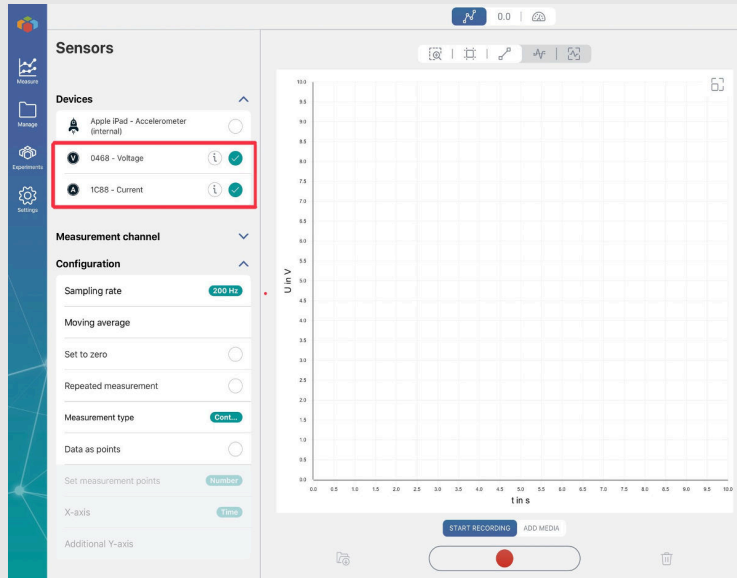 0.0
Sensors
Measure
Devices
Manage
Apple iPad - Accelerometer
(internal)
V 0468 - Voltage i
Experiments
A 1C88 - Current i
Settings
Measurement channel
Configuration
Sampling rate 200 Hz
Moving average
Set to zero
Repeated measurement
Measurement type Cont...
Data as points
Set measurement points Number
X-axis Time
Additional Y-axis
U in V
10.0
9.5
9.0
8.5
8.0
7.5
7.0
6.5
6.0
5.5
5.0
4.5
4.0
3.5
3.0
2.5
2.0
1.5
1.0
0.5
0.0
0.0 0.5 1.0 1.5 2.0 2.5 3.0 3.5 4.0 4.5 5.0 5.5 6.0 6.5 7.0 7.5 8.0 8.5 9.0 9.5 10.0
t in s
START RECORDING ADD MEDIA